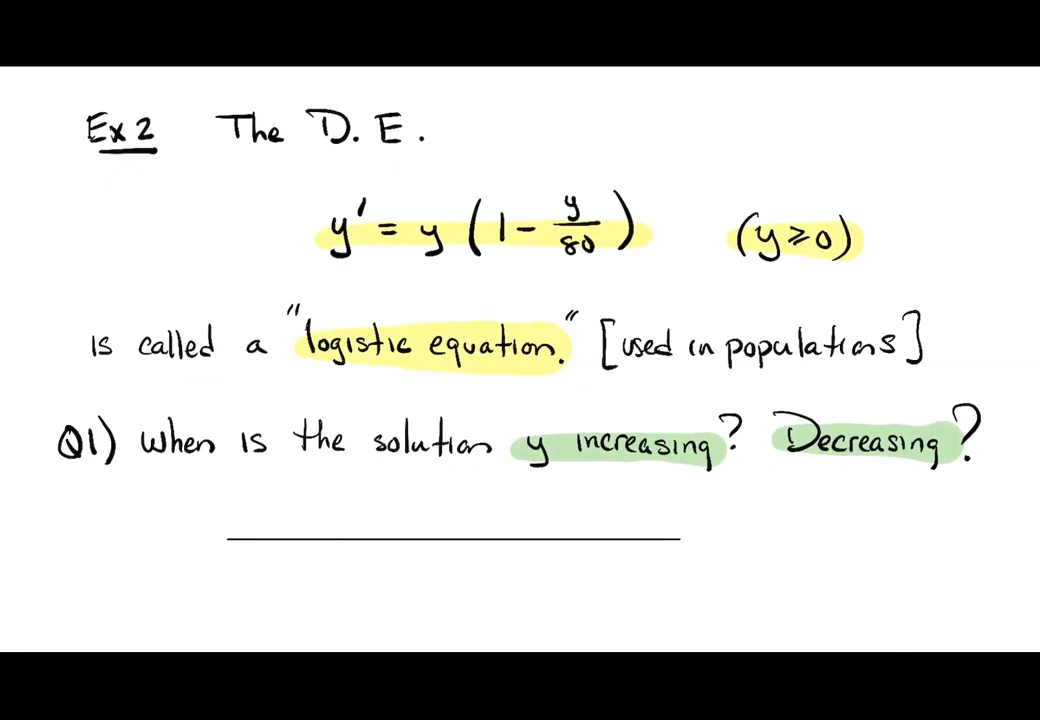 Ex 2 The D.E.
y' = y (1 - y/80) (y ≥ 0)
is called a "logistic equation." [used in populations]
Q1) When is the solution y increasing? Decreasing?